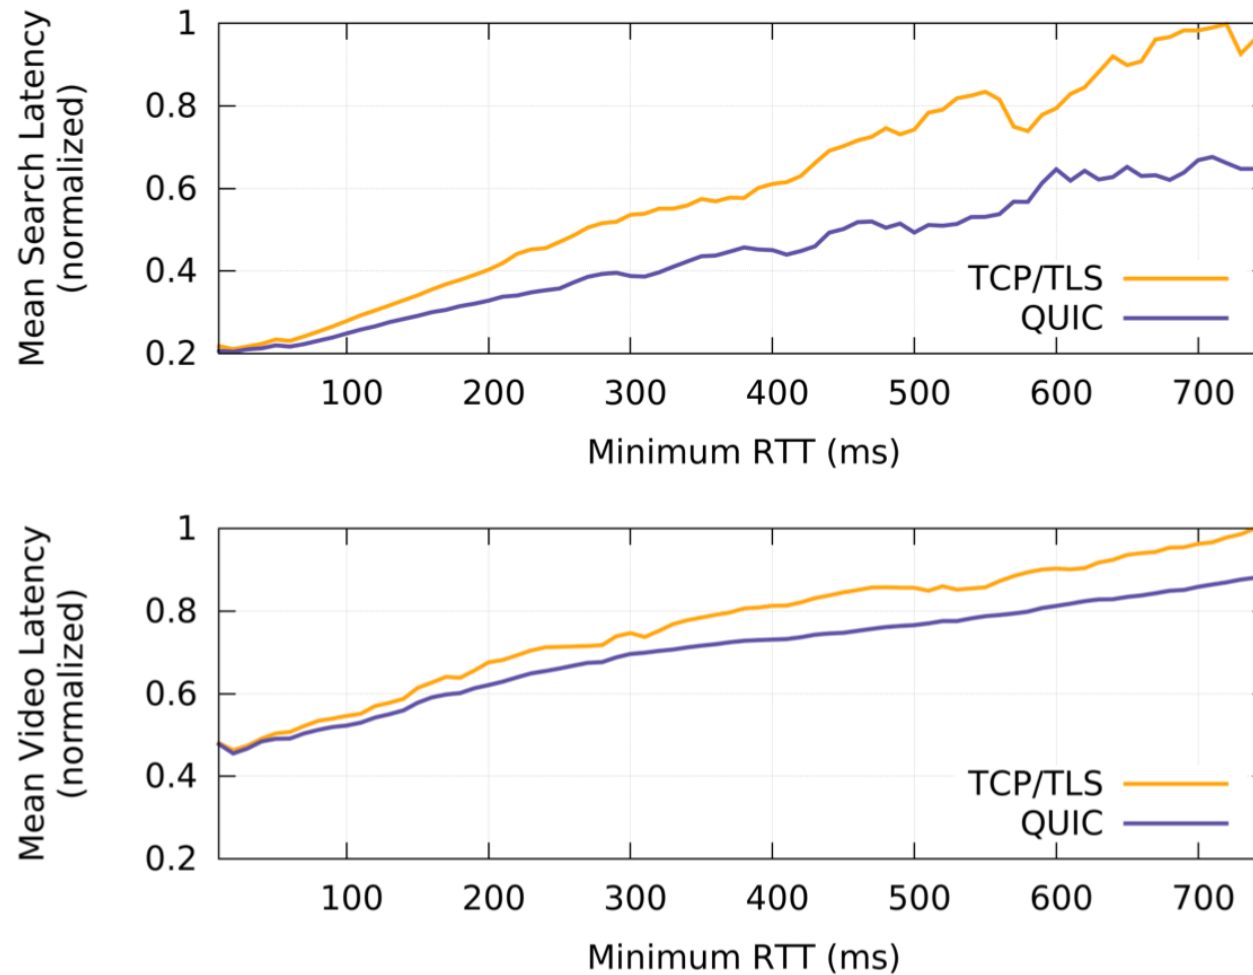 Mean Search Latency
(normalized)
1
0.8
0.6
0.4
0.2
TCP/TLS
QUIC
100 200 300 400 500 600 700
Minimum RTT (ms)
Mean Video Latency
(normalized)
1
0.8
0.6
0.4
0.2
TCP/TLS
QUIC
100 200 300 400 500 600 700
Minimum RTT (ms)